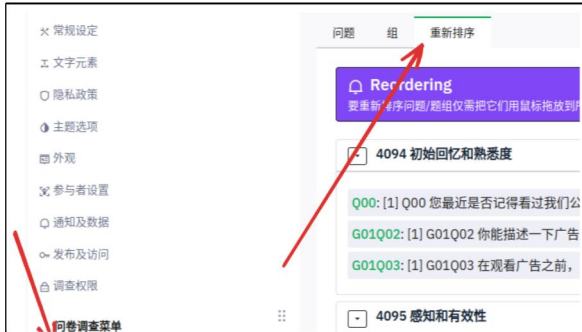 常规设定
文字元素
隐私政策
主题选项
外观
参与者设置
通知及数据
发布及访问
调查权限
问卷调查菜单
问题 组 重新排序
Reordering
要重新排序问题/题组仅需把它们用鼠标拖放到
4094 初始回忆和熟悉度
Q00: [1] Q00 您最近是否记得看过我们公
G01Q02: [1] G01Q02 你能描述一下广告
G01Q03: [1] G01Q03 在观看广告之前，
4095 感知和有效性